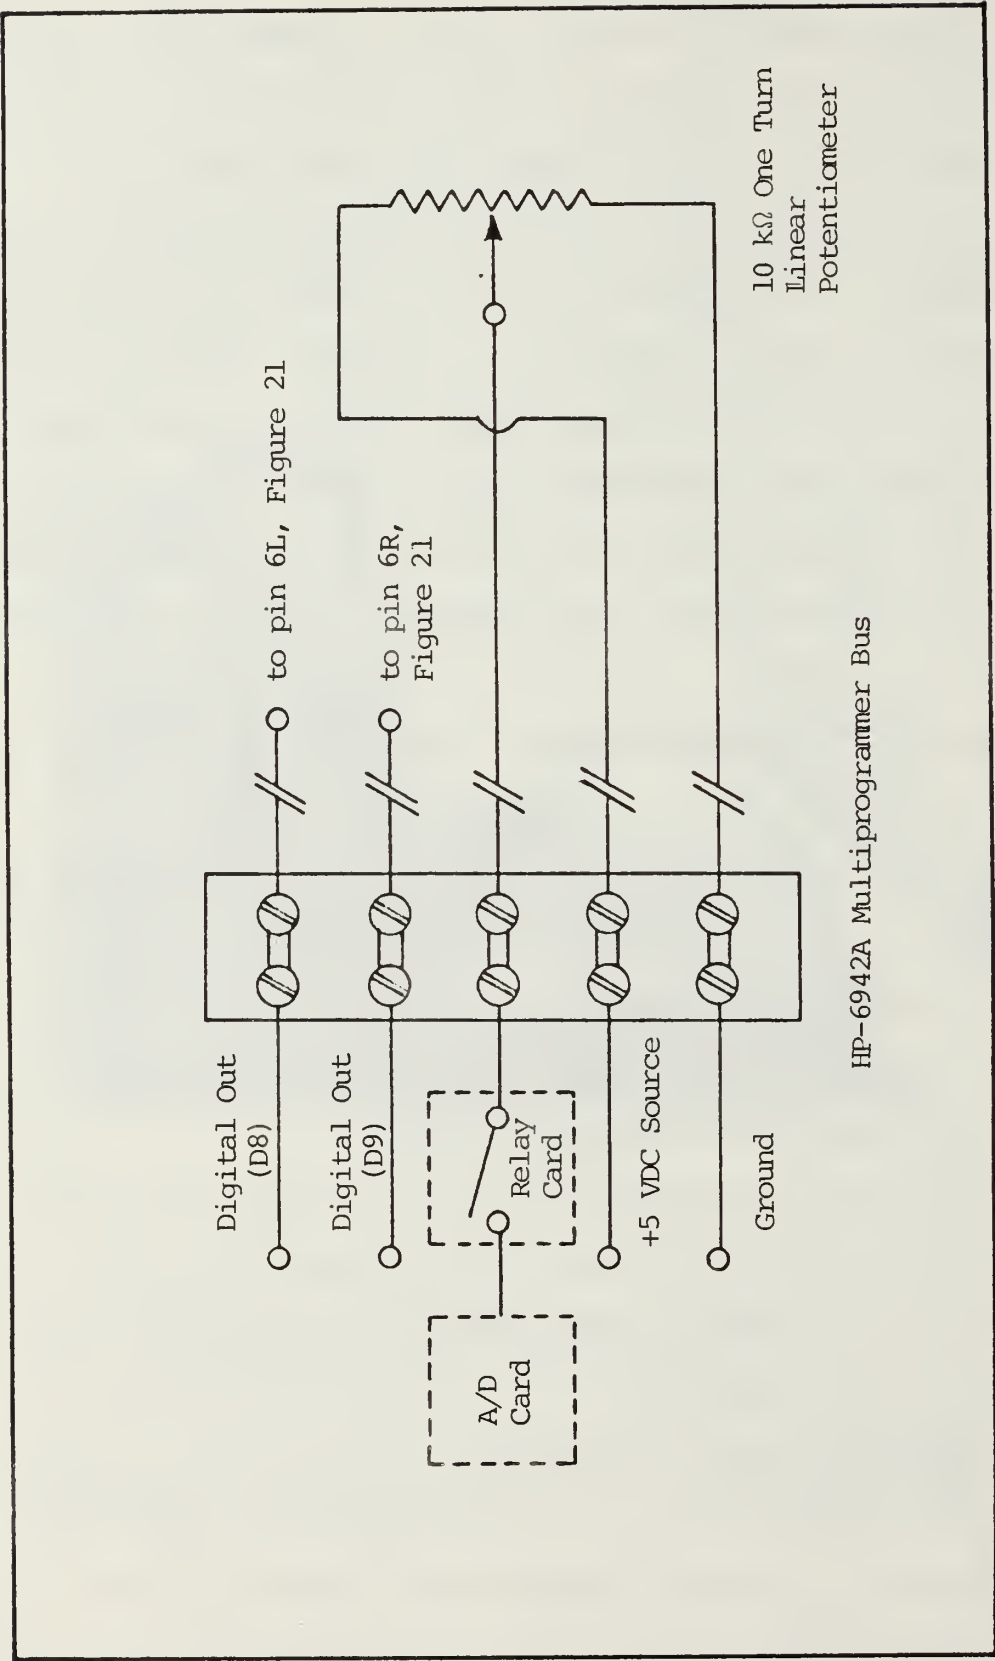 Digital Out
(D8)
to pin 6L, Figure 21
Digital Out
(D9)
to pin 6R,
Figure 21
A/D
Card
Relay
Card
+5 VDC Source
Ground
10 kΩ One Turn
Linear
Potentiometer
HP-6942A Multiprogrammer Bus